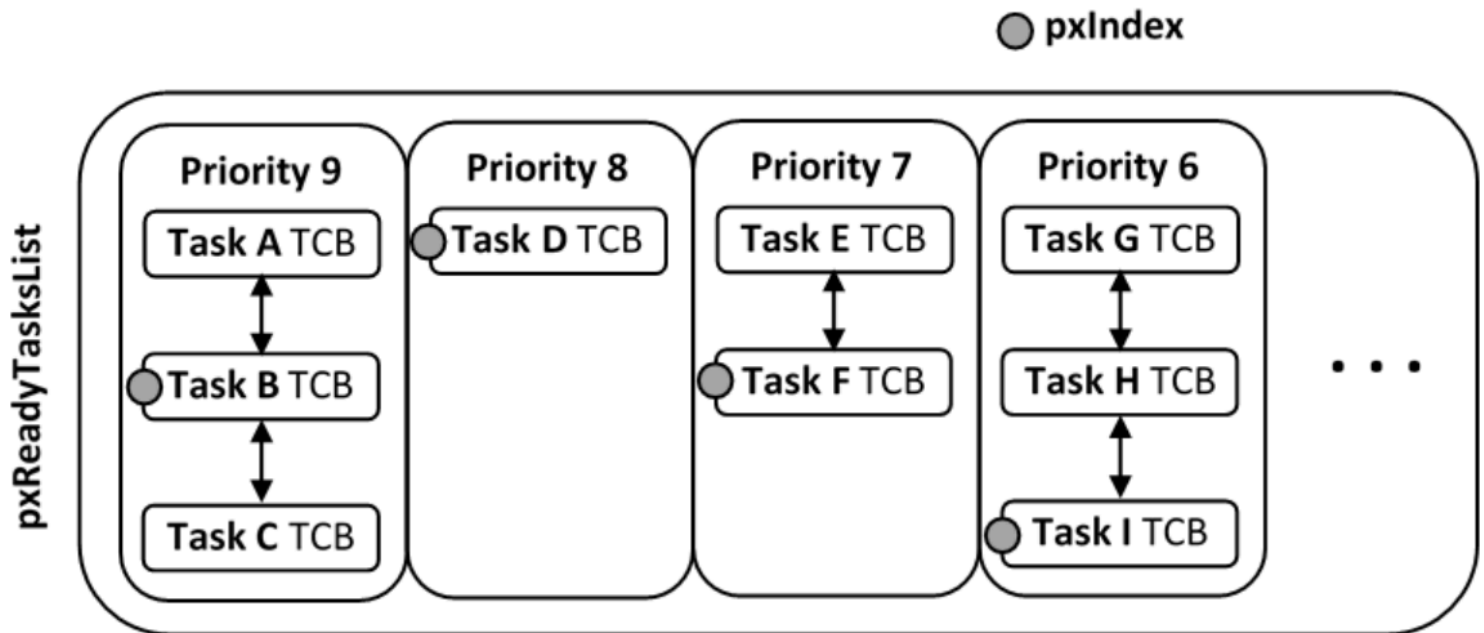 pxIndex
pxReadyTasksList
Priority 9
Task A TCB
Task B TCB
Task C TCB
Priority 8
Task D TCB
Priority 7
Task E TCB
Task F TCB
Priority 6
Task G TCB
Task H TCB
Task I TCB
. . .